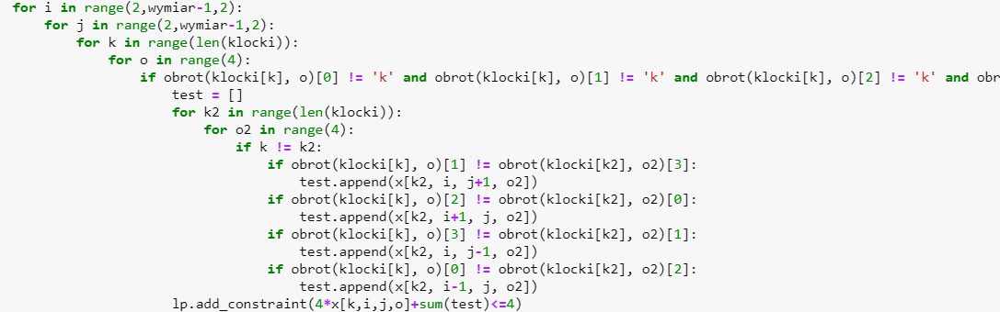 for i in range(2,wymiar-1,2):
    for j in range(2,wymiar-1,2):
        for k in range(len(klocki)):
            for o in range(4):
                if obrot(klocki[k], o)[0] != 'k' and obrot(klocki[k], o)[1] != 'k' and obrot(klocki[k], o)[2] != 'k' and obr
                    test = []
                    for k2 in range(len(klocki)):
                        for o2 in range(4):
                            if k != k2:
                                if obrot(klocki[k], o)[1] != obrot(klocki[k2], o2)[3]:
                                    test.append(x[k2, i, j+1, o2])
                                if obrot(klocki[k], o)[2] != obrot(klocki[k2], o2)[0]:
                                    test.append(x[k2, i+1, j, o2])
                                if obrot(klocki[k], o)[3] != obrot(klocki[k2], o2)[1]:
                                    test.append(x[k2, i, j-1, o2])
                                if obrot(klocki[k], o)[0] != obrot(klocki[k2], o2)[2]:
                                    test.append(x[k2, i-1, j, o2])
                    lp.add_constraint(4*x[k,i,j,o]+sum(test)<=4)